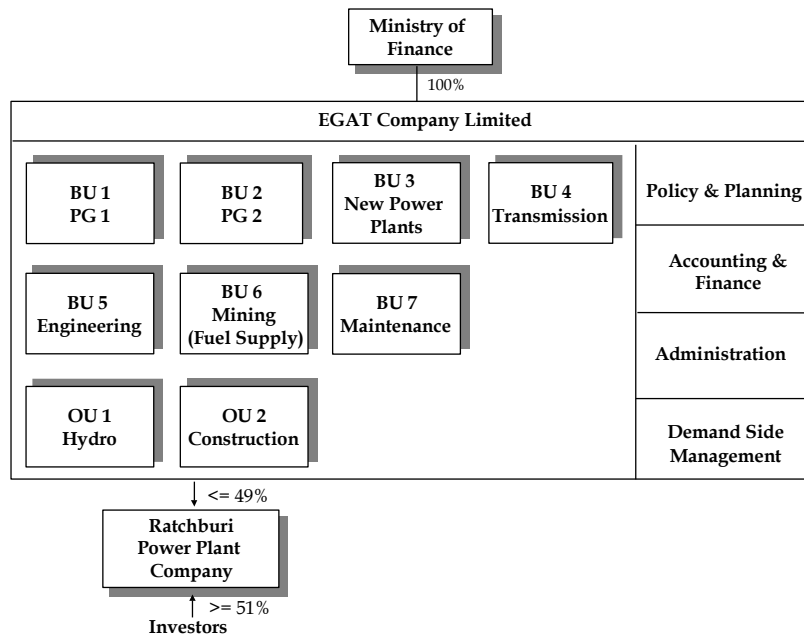 Ministry of
Finance
100%
EGAT Company Limited
BU 1
PG 1
BU 2
PG 2
BU 3
New Power
Plants
BU 4
Transmission
Policy & Planning
BU 5
Engineering
BU 6
Mining
(Fuel Supply)
BU 7
Maintenance
Accounting &
Finance
Administration
OU 1
Hydro
OU 2
Construction
Demand Side
Management
<= 49%
Ratchburi
Power Plant
Company
>= 51%
Investors